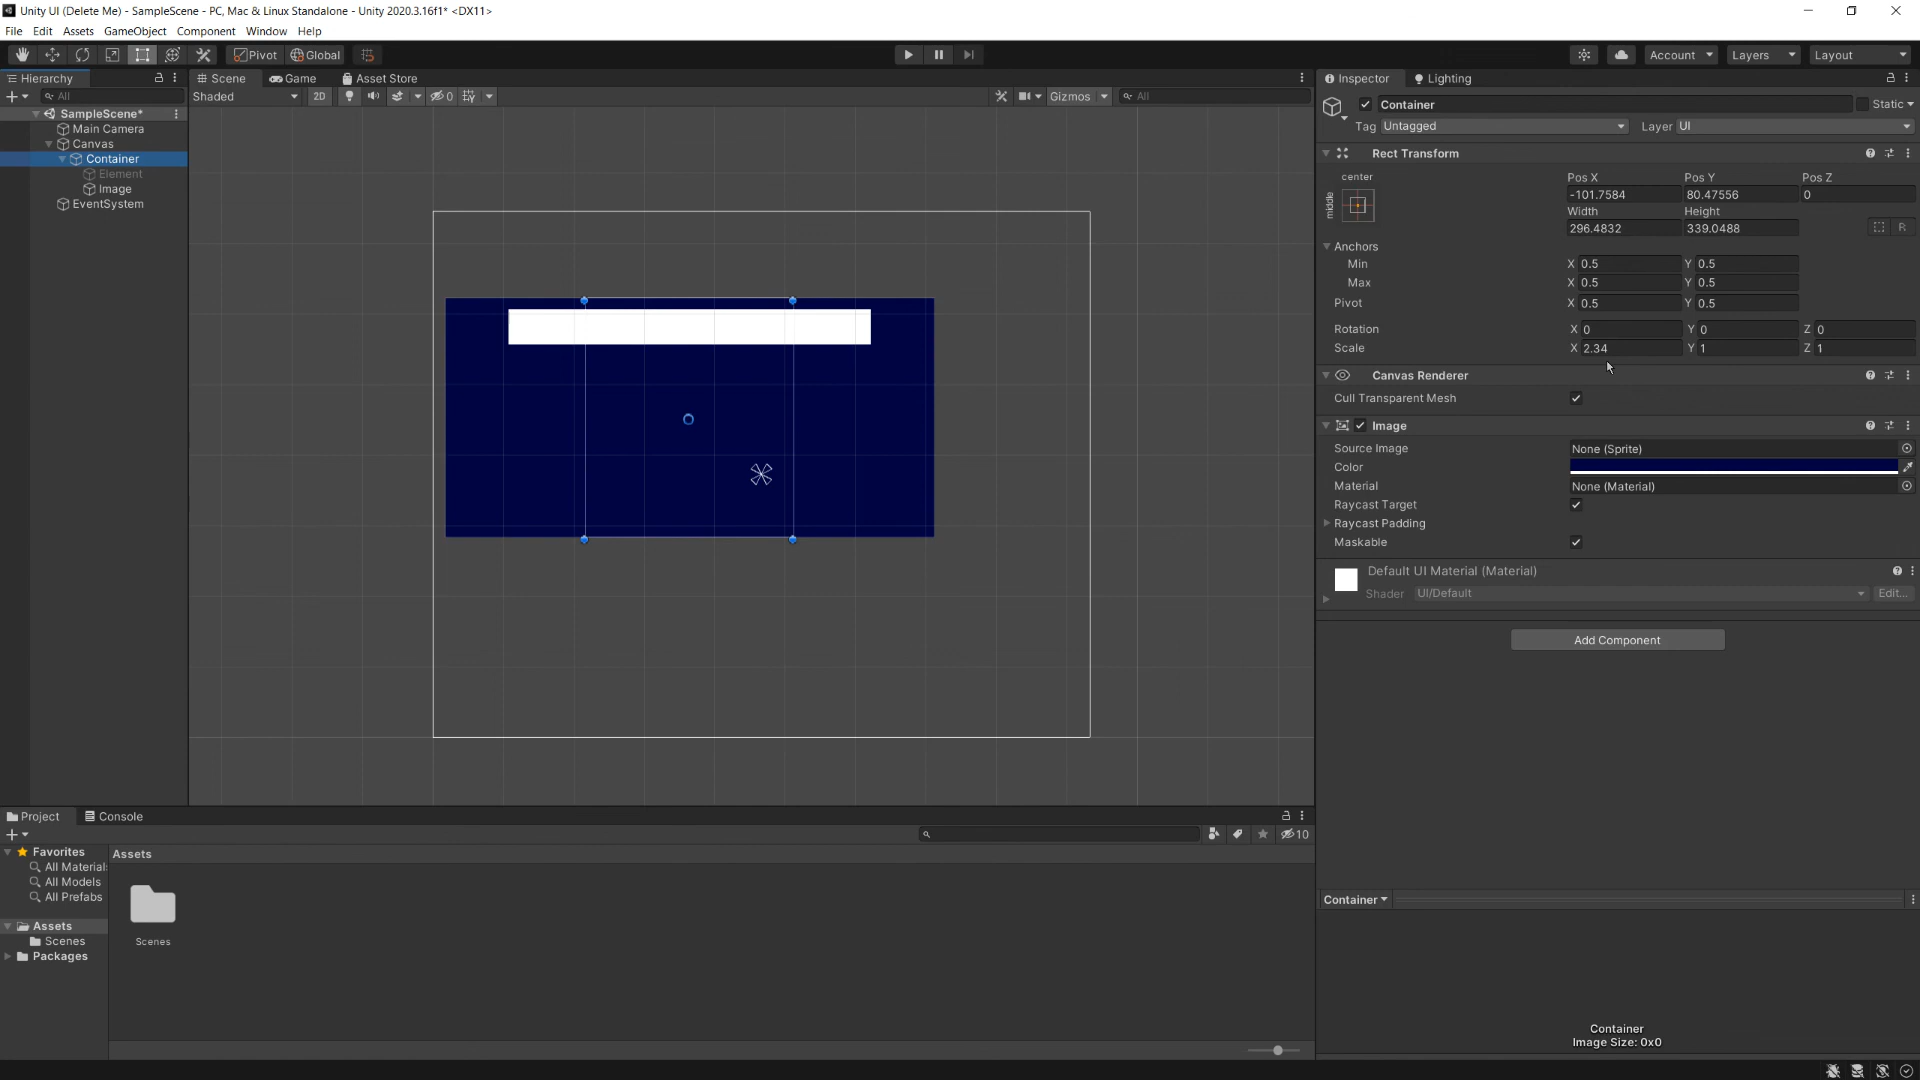 Unity UI (Delete Me) - SampleScene - PC, Mac & Linux Standalone - Unity 2020.3.16f1* <DX11>
File Edit Assets GameObject Component Window Help
Pivot Global Account Layers Layout
Hierarchy
All
SampleScene*
Main Camera
Canvas
Container
Element
Image
EventSystem
Scene Game Asset Store
Shaded 2D 0 Gizmos All
Inspector Lighting
Container Static
Tag Untagged Layer UI
Rect Transform
center
middle
Pos X Pos Y Pos Z
-101.7584 80.47556 0
Width Height
296.4832 339.0488 R
Anchors
Min X 0.5 Y 0.5
Max X 0.5 Y 0.5
Pivot X 0.5 Y 0.5
Rotation X 0 Y 0 Z 0
Scale X 2.34 Y 1 Z 1
Canvas Renderer
Cull Transparent Mesh
Image
Source Image None (Sprite)
Color
Material None (Material)
Raycast Target
Raycast Padding
Maskable
Default UI Material (Material)
Shader UI/Default Edit...
Add Component
Container
Container
Image Size: 0x0
Project Console
10
Favorites
All Materials
All Models
All Prefabs
Assets
Scenes
Packages
Assets
Scenes